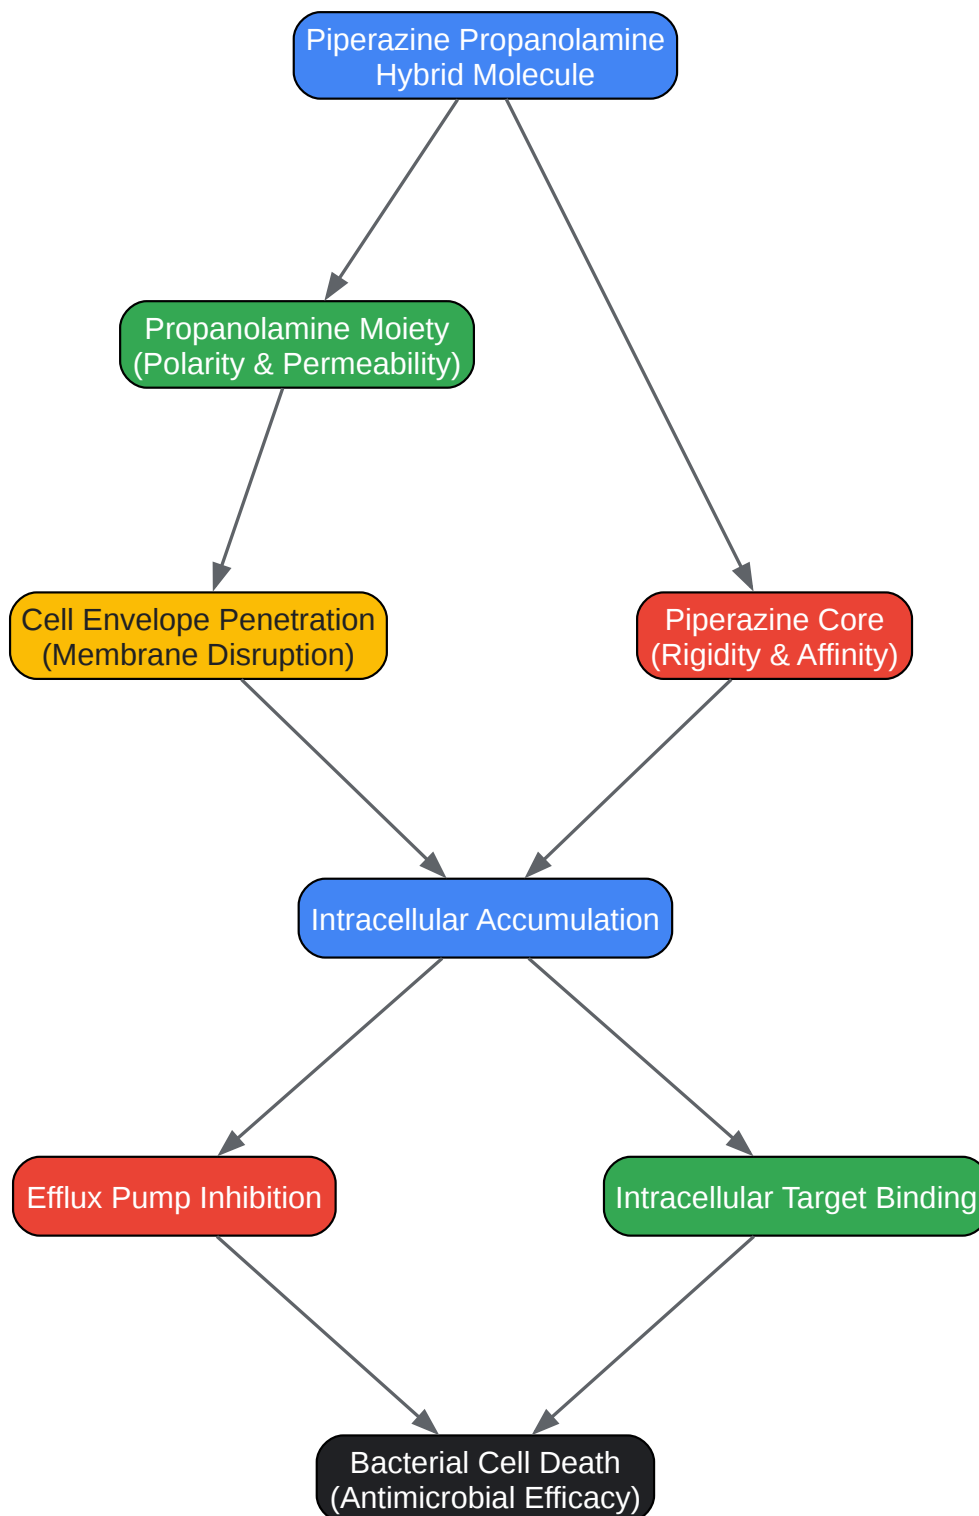 Piperazine Propanolamine
Hybrid Molecule
Propanolamine Moiety
(Polarity & Permeability)
Cell Envelope Penetration
(Membrane Disruption)
Piperazine Core
(Rigidity & Affinity)
Intracellular Accumulation
Efflux Pump Inhibition
Intracellular Target Binding
Bacterial Cell Death
(Antimicrobial Efficacy)